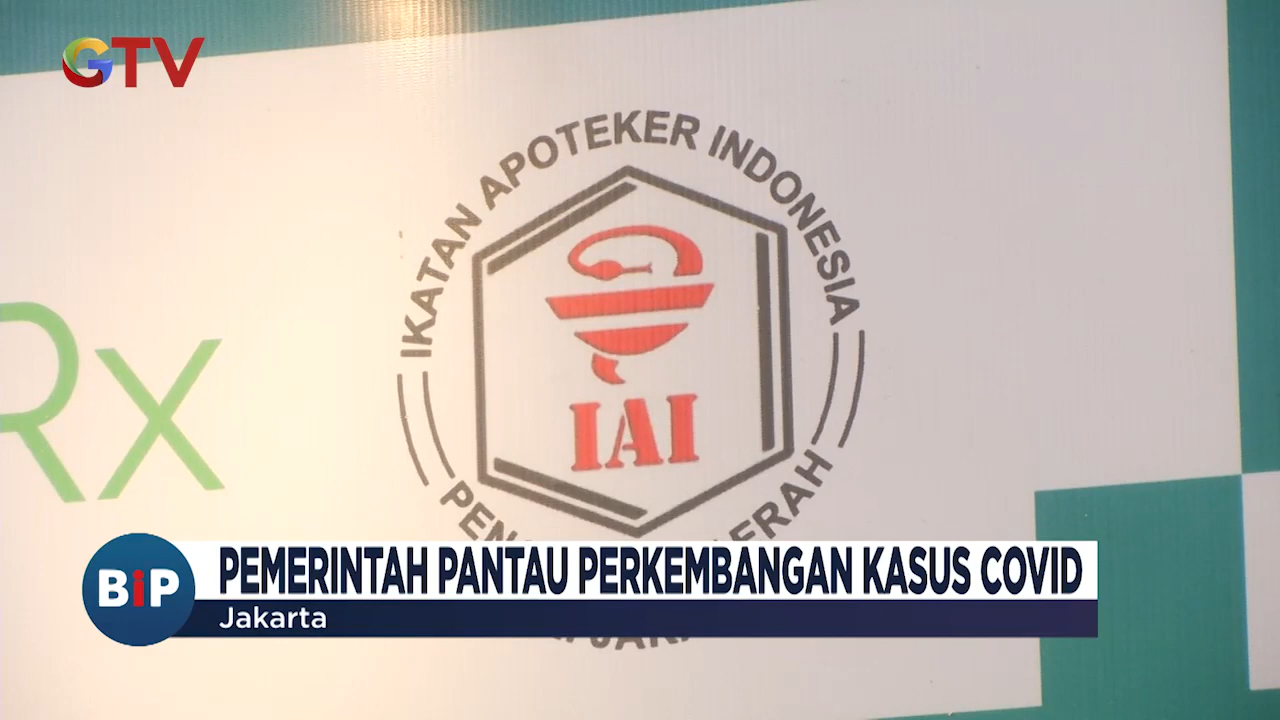 GTV
IKATAN APOTEKER INDONESIA
Rx
IAI
BiP
PEMERINTAH PANTAU PERKEMBANGAN KASUS COVID
Jakarta